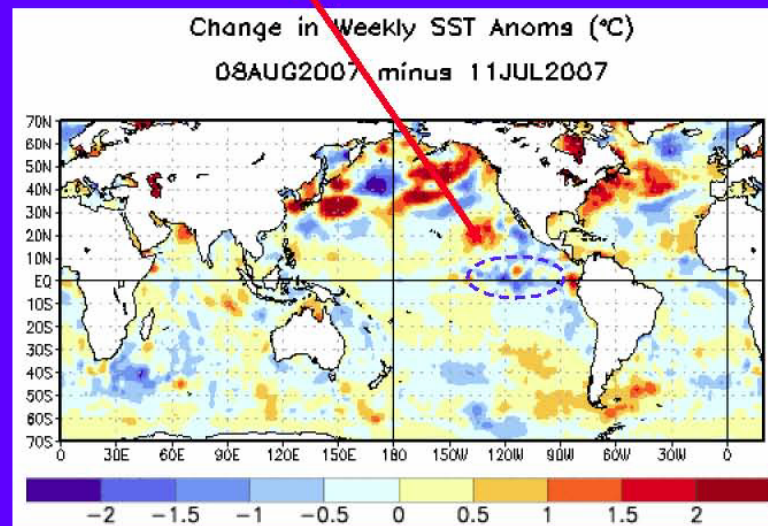 Change in Weekly SST Anoms (°C)
08AUG2007 minus 11JUL2007
70N
60N
50N
40N
30N
20N
10N
EQ
10S
20S
30S
40S
50S
60S
70S
0 30E 60E 90E 120E 150E 180 150W 120W 90W 60W 30W 0
-2 -1.5 -1 -0.5 0 0.5 1 1.5 2